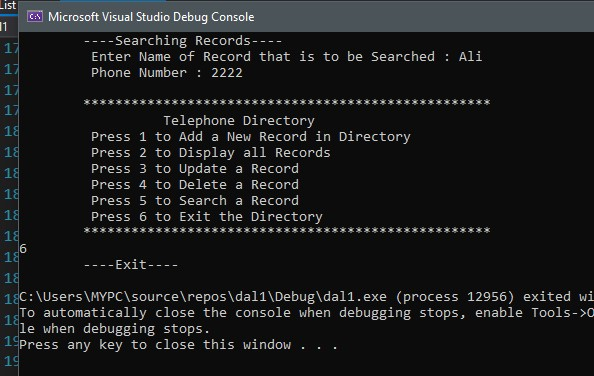 List
Microsoft Visual Studio Debug Console
----Searching Records----
Enter Name of Record that is to be Searched : Ali
Phone Number : 2222
***************************************************
Telephone Directory
Press 1 to Add a New Record in Directory
Press 2 to Display all Records
Press 3 to Update a Record
Press 4 to Delete a Record
Press 5 to Search a Record
Press 6 to Exit the Directory
***************************************************
6
----Exit----
C:\Users\MYPC\source\repos\dal1\Debug\dal1.exe (process 12956) exited wi
To automatically close the console when debugging stops, enable Tools->O
le when debugging stops.
Press any key to close this window . . .